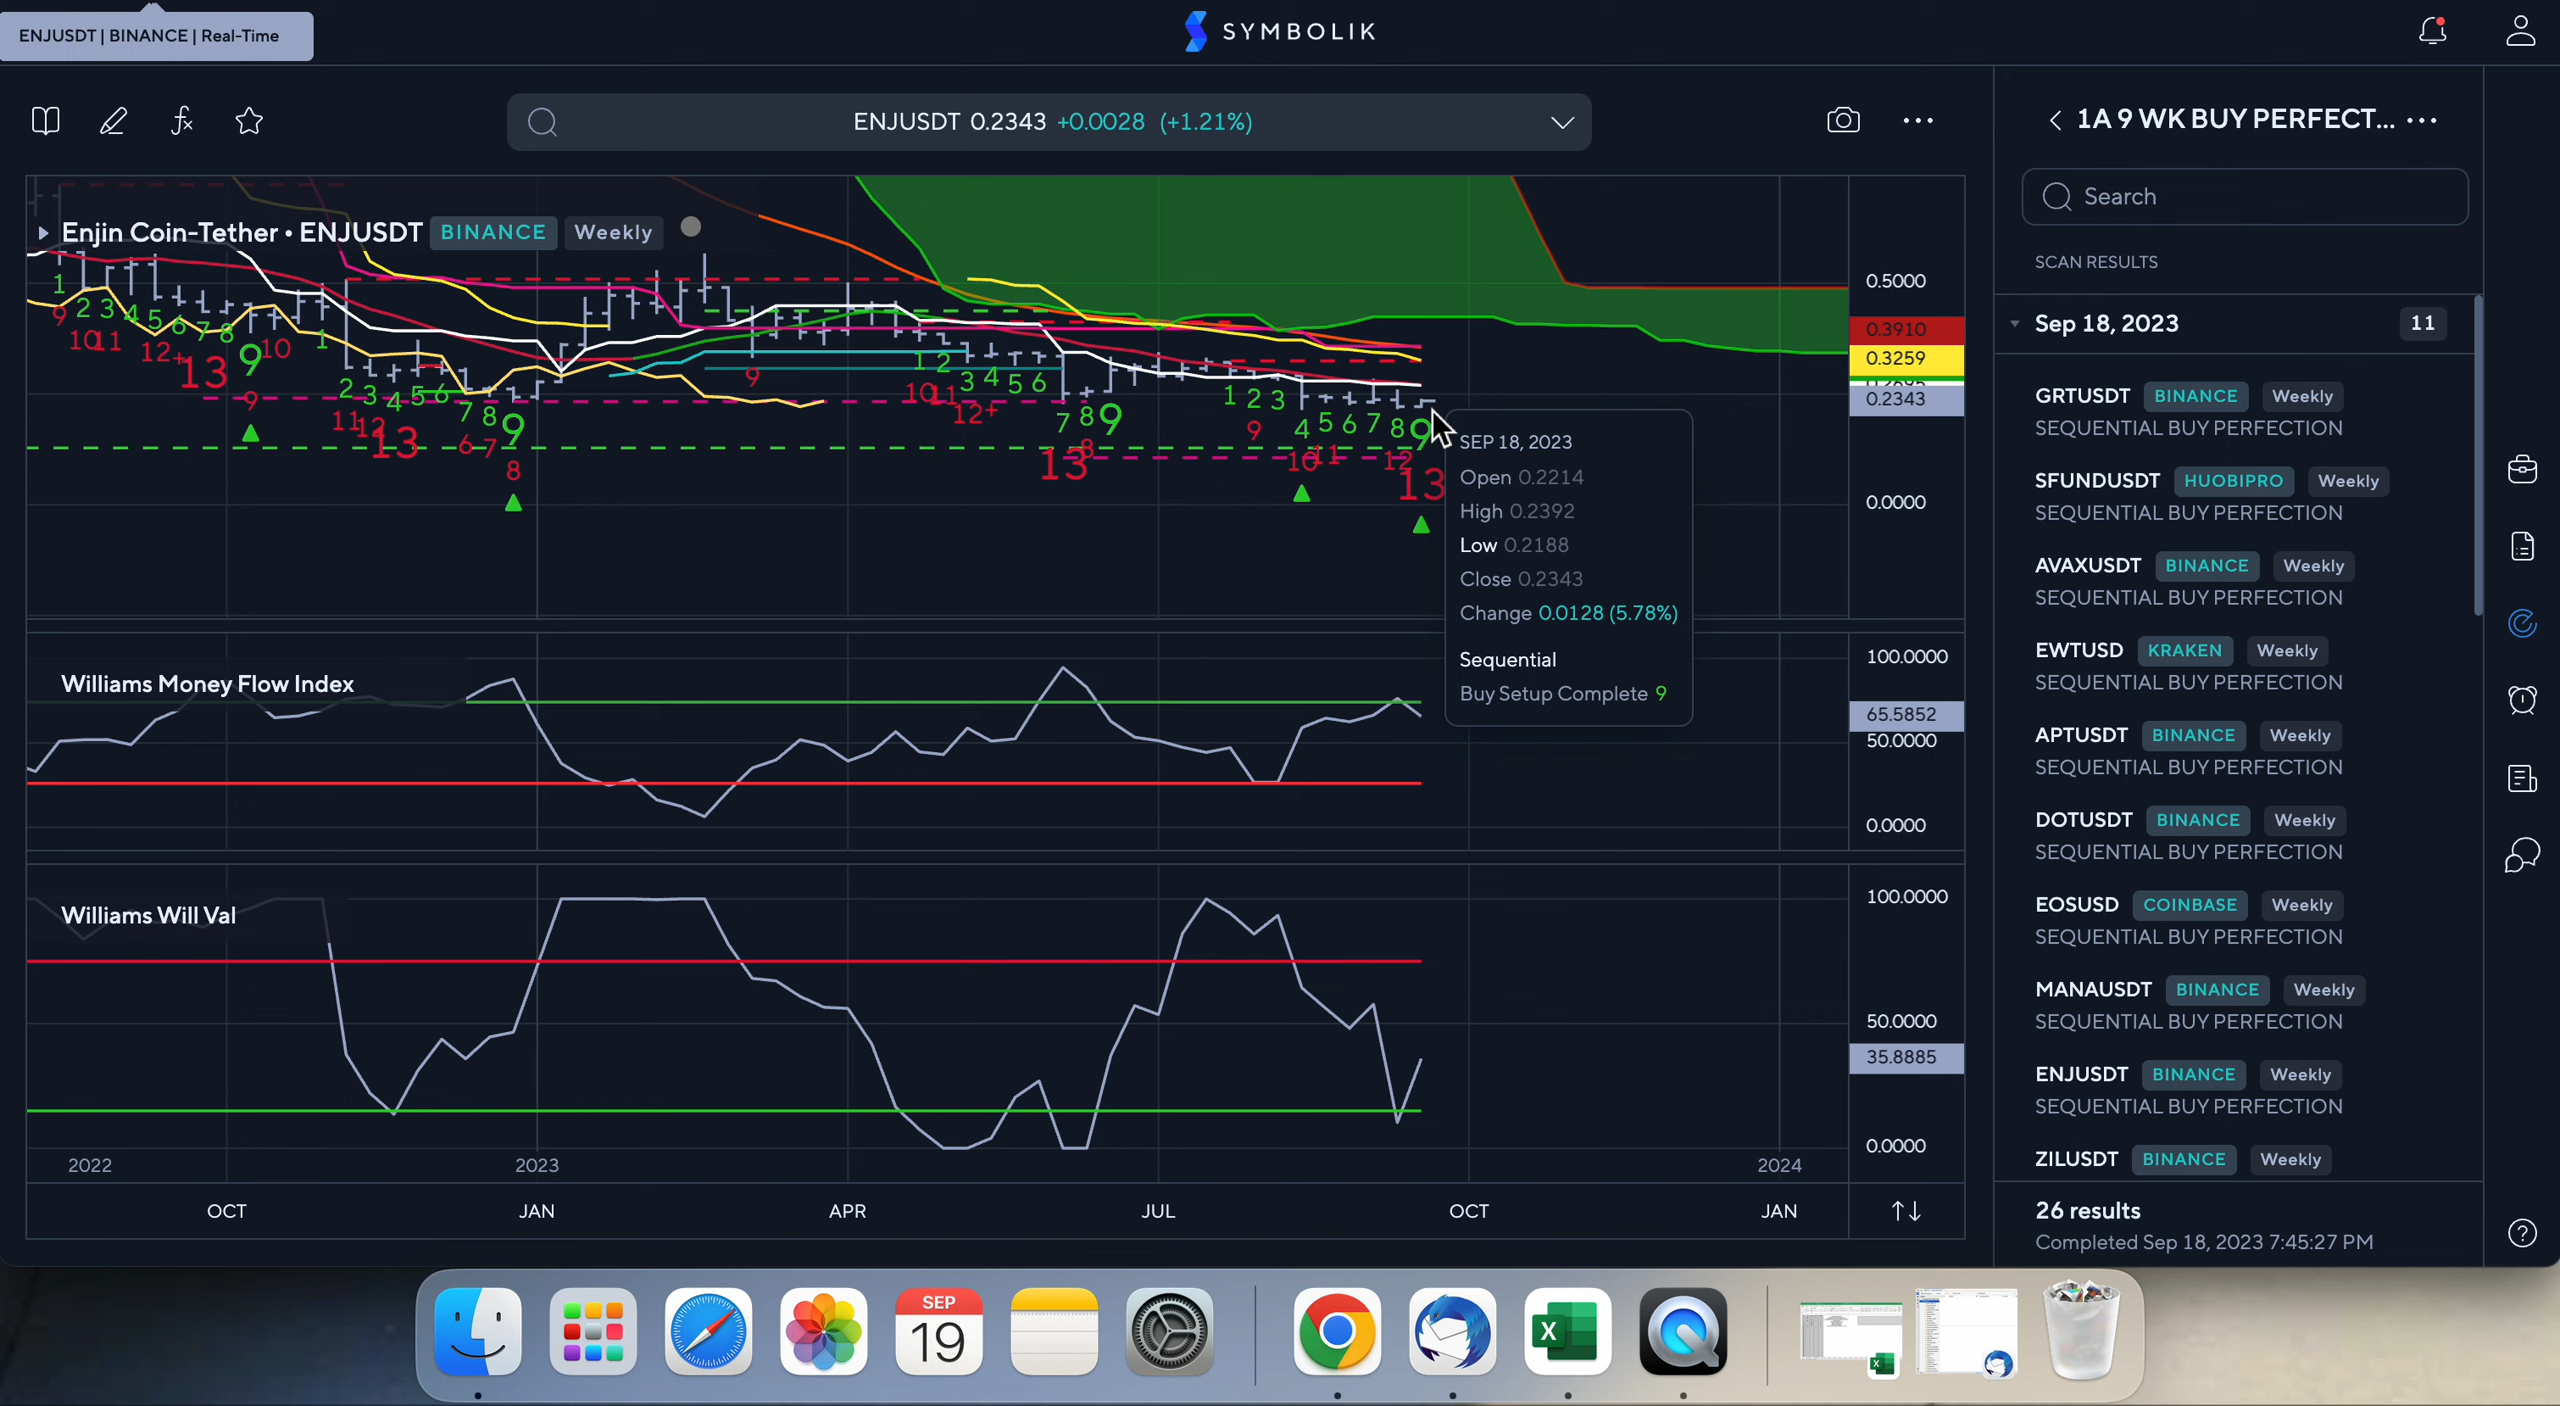 ENJUSDT | BINANCE | Real-Time
SYMBOLIK
ENJUSDT 0.2343 +0.0028 (+1.21%)
Enjin Coin-Tether • ENJUSDT BINANCE Weekly
0.5000
0.3910
0.3259
0.2343
0.0000
SEP 18, 2023
Open 0.2214
High 0.2392
Low 0.2188
Close 0.2343
Change 0.0128 (5.78%)
Sequential
Buy Setup Complete 9
Williams Money Flow Index
100.0000
65.5852
50.0000
0.0000
Williams Will Val
100.0000
50.0000
35.8885
0.0000
2022
2023
2024
OCT
JAN
APR
JUL
OCT
JAN
1A 9 WK BUY PERFECT...
Search
SCAN RESULTS
Sep 18, 2023 11
GRTUSDT BINANCE Weekly
SEQUENTIAL BUY PERFECTION
SFUNDUSDT HUOBIPRO Weekly
SEQUENTIAL BUY PERFECTION
AVAXUSDT BINANCE Weekly
SEQUENTIAL BUY PERFECTION
EWTUSD KRAKEN Weekly
SEQUENTIAL BUY PERFECTION
APTUSDT BINANCE Weekly
SEQUENTIAL BUY PERFECTION
DOTUSDT BINANCE Weekly
SEQUENTIAL BUY PERFECTION
EOSUSD COINBASE Weekly
SEQUENTIAL BUY PERFECTION
MANAUSDT BINANCE Weekly
SEQUENTIAL BUY PERFECTION
ENJUSDT BINANCE Weekly
SEQUENTIAL BUY PERFECTION
ZILUSDT BINANCE Weekly
26 results
Completed Sep 18, 2023 7:45:27 PM
SEP
19